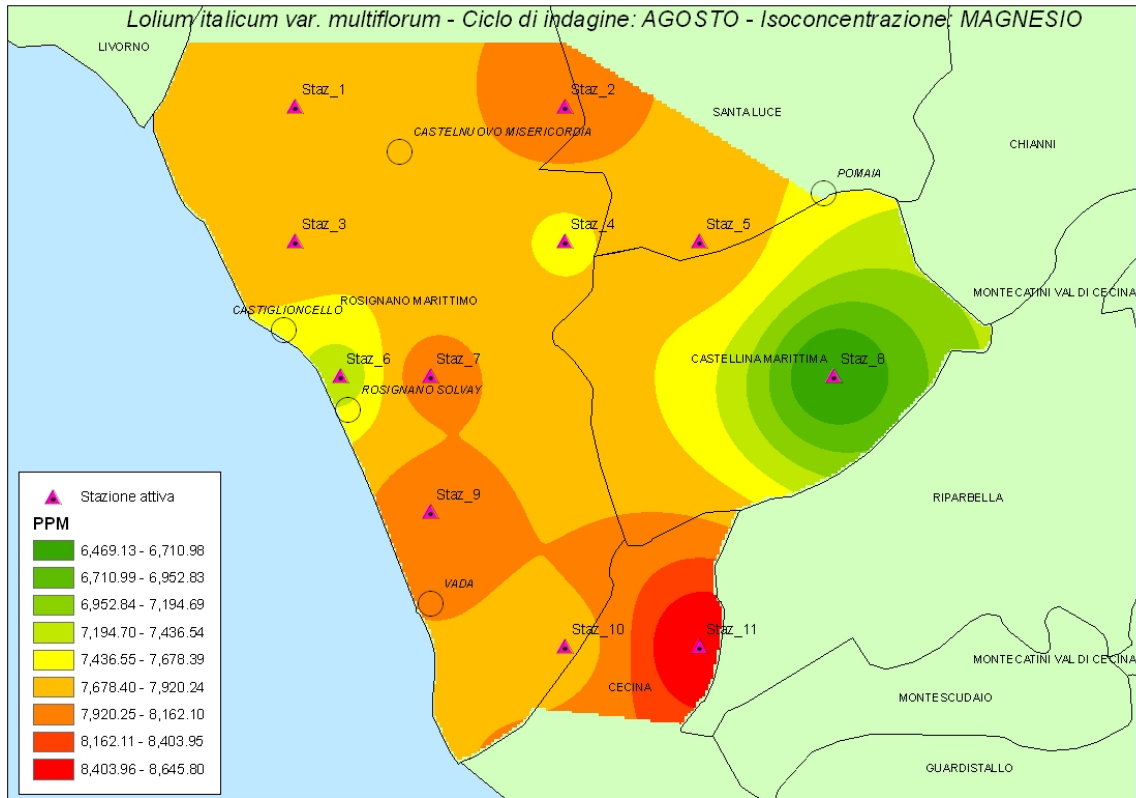 Lolium italicum var. multiflorum - Ciclo di indagine: AGOSTO - Isoconcentrazione: MAGNESIO
LIVORNO
Staz_1
Staz_2
SANTA LUCE
CASTELNUOVO MISERICORDIA
CHIANNI
POMAIA
Staz_3
Staz_4
Staz_5
MONTECATINI VAL DI CECINA
ROSIGNANO MARITTIMO
CASTIGLIONCELLO
Staz_6
Staz_7
CASTELLINA MARITTIMA
Staz_8
ROSIGNANO SOLVAY
Staz_9
RIPARBELLA
VADA
Staz_10
Staz_11
MONTECATINI VAL DI CECINA
CECINA
MONTESCUDAIO
GUARDISTALLO
Stazione attiva
PPM
6,469.13 - 6,710.98
6,710.99 - 6,952.83
6,952.84 - 7,194.69
7,194.70 - 7,436.54
7,436.55 - 7,678.39
7,678.40 - 7,920.24
7,920.25 - 8,162.10
8,162.11 - 8,403.95
8,403.96 - 8,645.80